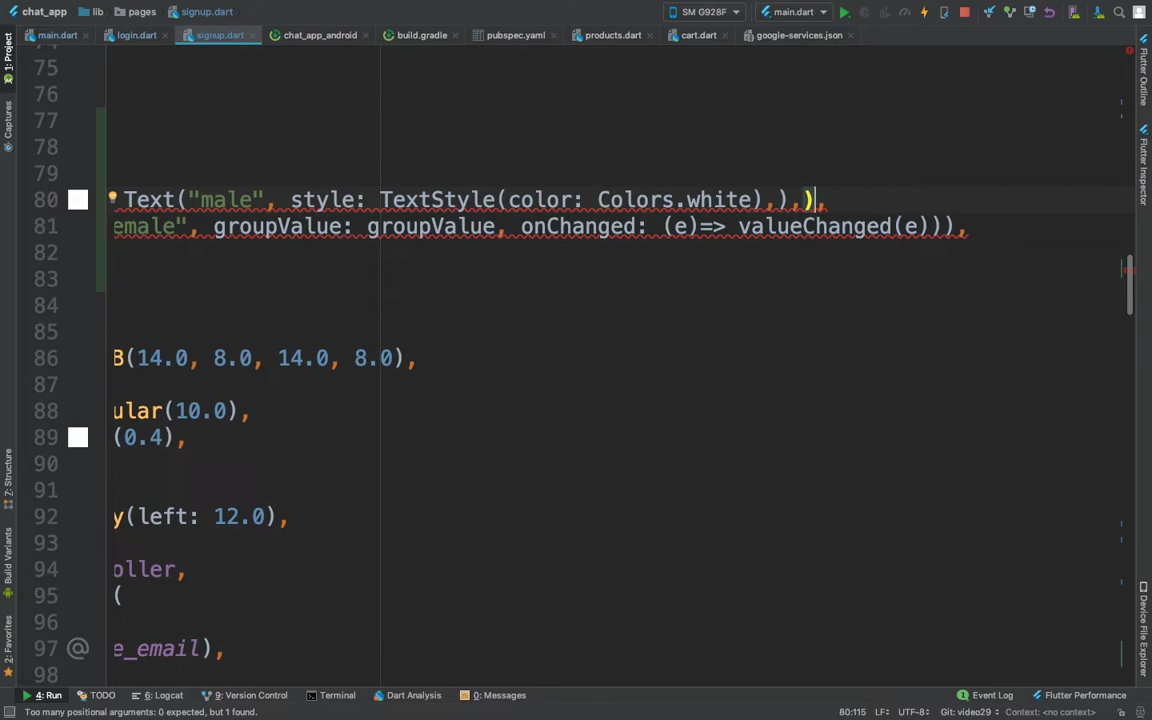 chat_app lib pages signup.dart SM G928F main.dart
main.dart login.dart signup.dart chat_app_android build.gradle pubspec.yaml products.dart cart.dart google-services.json
1: Project
Captures
7: Structure
Build Variants
2: Favorites
75
76
77
78
79
80 Text("male", style: TextStyle(color: Colors.white),),),
81 emale", groupValue: groupValue, onChanged: (e)=> valueChanged(e))),
82
83
84
85
86 B(14.0, 8.0, 14.0, 8.0),
87
88 ular(10.0),
89 (0.4),
90
91
92 y(left: 12.0),
93
94 oller,
95 (
96
97 e_email),
98
Flutter Outline
Flutter Inspector
Device File Explorer
4: Run TODO 6: Logcat 9: Version Control Terminal Dart Analysis 0: Messages Event Log Flutter Performance
Too many positional arguments: 0 expected, but 1 found. 80:115 LF UTF-8 Git: video29 Context: <no context>